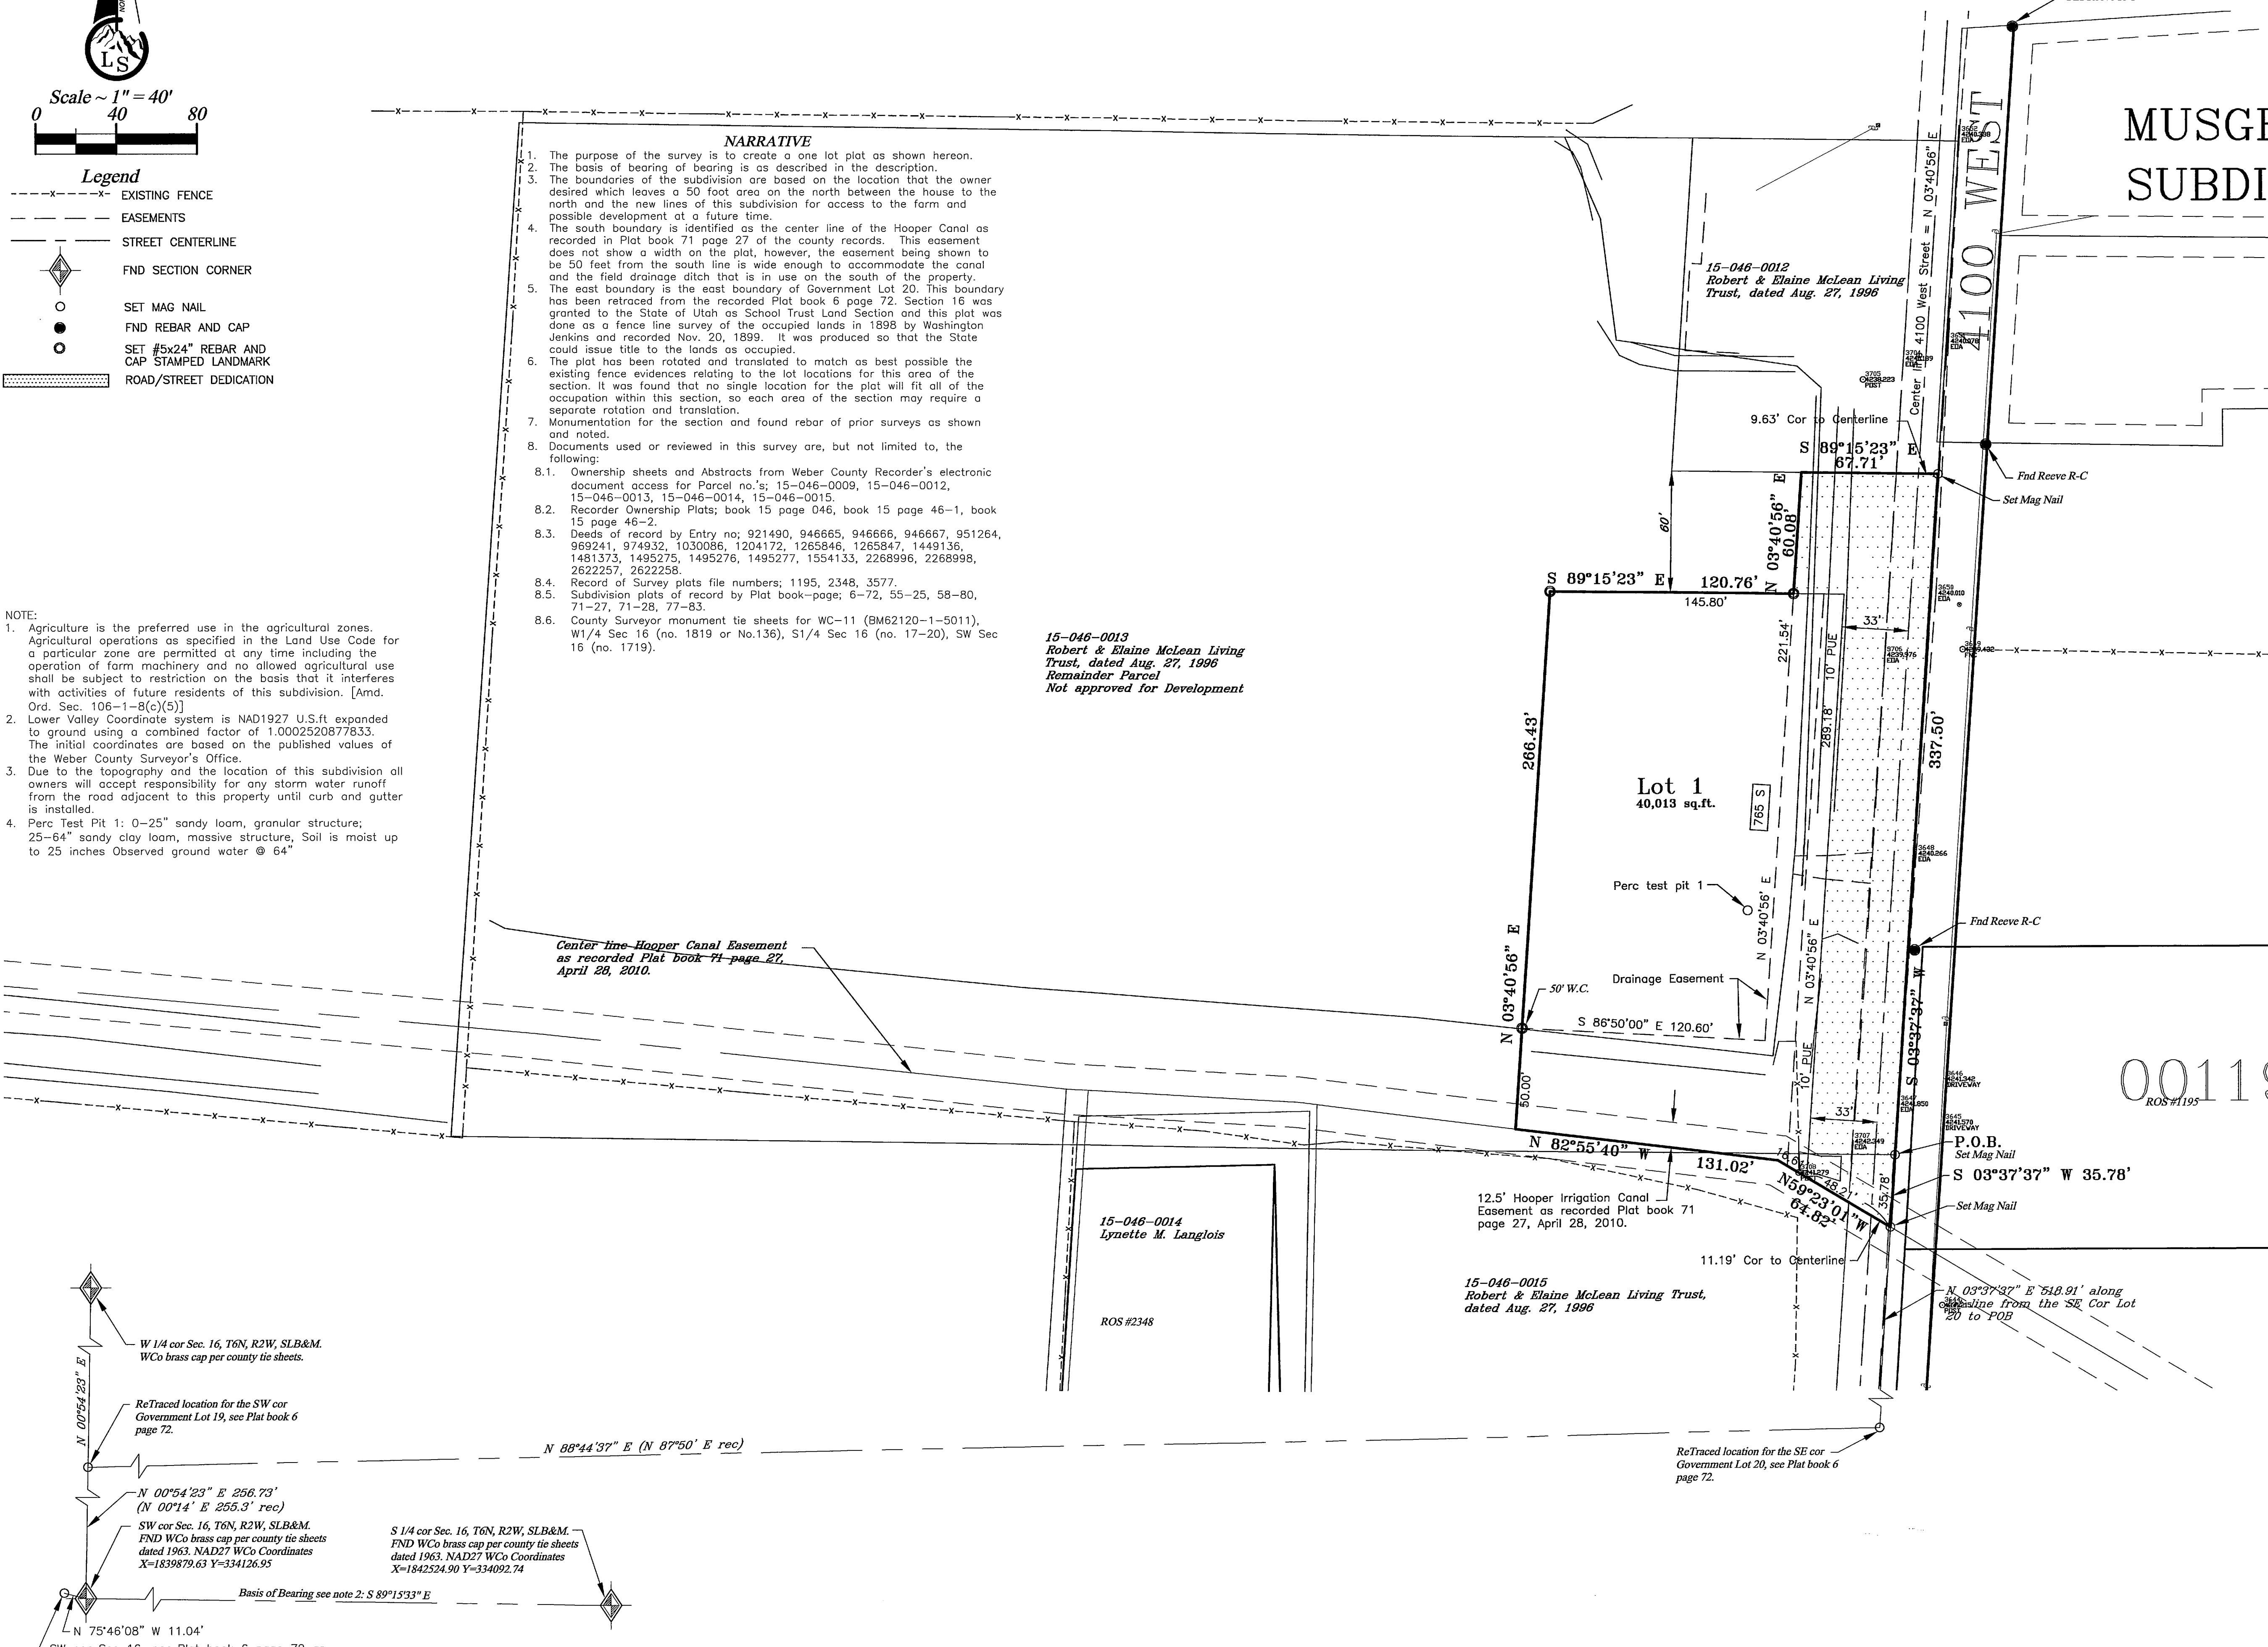 L S
Scale ~ 1" = 40'
0 40 80
Legend
EXISTING FENCE
EASEMENTS
STREET CENTERLINE
FND SECTION CORNER
SET MAG NAIL
FND REBAR AND CAP
SET #5x24" REBAR AND
CAP STAMPED LANDMARK
ROAD/STREET DEDICATION
NOTE:
1. Agriculture is the preferred use in the agricultural zones.
Agricultural operations as specified in the Land Use Code for
a particular zone are permitted at any time including the
operation of farm machinery and no allowed agricultural use
shall be subject to restriction on the basis that it interferes
with activities of future residents of this subdivision. [Amd.
Ord. Sec. 106-1-8(c)(5)]
2. Lower Valley Coordinate system is NAD1927 U.S.ft expanded
to ground using a combined factor of 1.0002520877833.
The initial coordinates are based on the published values of
the Weber County Surveyor's Office.
3. Due to the topography and the location of this subdivision all
owners will accept responsibility for any storm water runoff
from the road adjacent to this property until curb and gutter
is installed.
4. Perc Test Pit 1: 0-25" sandy loam, granular structure;
25-64" sandy clay loam, massive structure, Soil is moist up
to 25 inches Observed ground water @ 64"
NARRATIVE
1. The purpose of the survey is to create a one lot plat as shown hereon.
2. The basis of bearing of bearing is as described in the description.
3. The boundaries of the subdivision are based on the location that the owner
desired which leaves a 50 foot area on the north between the house to the
north and the new lines of this subdivision for access to the farm and
possible development at a future time.
4. The south boundary is identified as the center line of the Hooper Canal as
recorded in Plat book 71 page 27 of the county records. This easement
does not show a width on the plat, however, the easement being shown to
be 50 feet from the south line is wide enough to accommodate the canal
and the field drainage ditch that is in use on the south of the property.
5. The east boundary is the east boundary of Government Lot 20. This boundary
has been retraced from the recorded Plat book 6 page 72. Section 16 was
granted to the State of Utah as School Trust Land Section and this plat was
done as a fence line survey of the occupied lands in 1898 by Washington
Jenkins and recorded Nov. 20, 1899. It was produced so that the State
could issue title to the lands as occupied.
6. The plat has been rotated and translated to match as best possible the
existing fence evidences relating to the lot locations for this area of the
section. It was found that no single location for the plat will fit all of the
occupation within this section, so each area of the section may require a
separate rotation and translation.
7. Monumentation for the section and found rebar of prior surveys as shown
and noted.
8. Documents used or reviewed in this survey are, but not limited to, the
following:
8.1. Ownership sheets and Abstracts from Weber County Recorder's electronic
document access for Parcel no.'s; 15-046-0009, 15-046-0012,
15-046-0013, 15-046-0014, 15-046-0015.
8.2. Recorder Ownership Plats; book 15 page 046, book 15 page 46-1, book
15 page 46-2.
8.3. Deeds of record by Entry no; 921490, 946665, 946666, 946667, 951264,
969241, 974932, 1030086, 1204172, 1265846, 1265847, 1449136,
1481373, 1495275, 1495276, 1495277, 1554133, 2268996, 2268998,
2622257, 2622258.
8.4. Record of Survey plats file numbers; 1195, 2348, 3577.
8.5. Subdivision plats of record by Plat book-page; 6-72, 55-25, 58-80,
71-27, 71-28, 77-83.
8.6. County Surveyor monument tie sheets for WC-11 (BM62120-1-5011),
W1/4 Sec 16 (no. 1819 or No.136), S1/4 Sec 16 (no. 17-20), SW Sec
16 (no. 1719).
15-046-0012
Robert & Elaine McLean Living
Trust, dated Aug. 27, 1996
Center line 4100 West Street = N 03°40'56" E
4100 WEST
9.63' Cor to Centerline
S 89°15'23" E
67.71'
Fnd Reeve R-C
Set Mag Nail
60'
N 03°40'56" E
60.08'
S 89°15'23" E 120.76'
145.80'
15-046-0013
Robert & Elaine McLean Living
Trust, dated Aug. 27, 1996
Remainder Parcel
Not approved for Development
33'
221.54'
10' PUE
289.18'
266.43'
337.50'
Lot 1
40,013 sq.ft.
765 S
Perc test pit 1
N 03°40'56" E
N 03°40'56" E
N 03°40'56" E
Fnd Reeve R-C
Center line Hooper Canal Easement
as recorded Plat book 71 page 27,
April 28, 2010.
50' W.C.
Drainage Easement
S 86°50'00" E 120.60'
S 03°37'37" W
10' PUE
50.00'
33'
ROS #1195
P.O.B.
Set Mag Nail
S 03°37'37" W 35.78'
35.78'
Set Mag Nail
N 82°55'40" W
131.02'
48.21'
N59°23'01"W
64.82'
12.5' Hooper Irrigation Canal
Easement as recorded Plat book 71
page 27, April 28, 2010.
11.19' Cor to Centerline
15-046-0014
Lynette M. Langlois
ROS #2348
15-046-0015
Robert & Elaine McLean Living Trust,
dated Aug. 27, 1996
N 03°37'37" E 518.91' along
line from the SE Cor Lot
20 to POB
W 1/4 cor Sec. 16, T6N, R2W, SLB&M.
WCo brass cap per county tie sheets.
N 00°54'23" E
ReTraced location for the SW cor
Government Lot 19, see Plat book 6
page 72.
N 88°44'37" E (N 87°50' E rec)
ReTraced location for the SE cor
Government Lot 20, see Plat book 6
page 72.
N 00°54'23" E 256.73'
(N 00°14' E 255.3' rec)
SW cor Sec. 16, T6N, R2W, SLB&M.
FND WCo brass cap per county tie sheets
dated 1963. NAD27 WCo Coordinates
X=1839879.63 Y=334126.95
S 1/4 cor Sec. 16, T6N, R2W, SLB&M.
FND WCo brass cap per county tie sheets
dated 1963. NAD27 WCo Coordinates
X=1842524.90 Y=334092.74
Basis of Bearing see note 2: S 89°15'33" E
N 75°46'08" W 11.04'